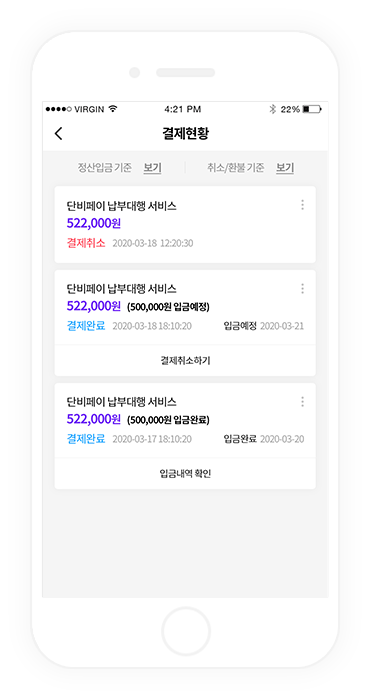 VIRGIN 4:21 PM 22%
결제현황
정산입금 기준 보기 취소/환불 기준 보기
단비페이 납부대행 서비스
522,000원
결제취소 2020-03-18 12:20:30
단비페이 납부대행 서비스
522,000원 (500,000원 입금예정)
결제완료 2020-03-18 18:10:20 입금예정 2020-03-21
결제취소하기
단비페이 납부대행 서비스
522,000원 (500,000원 입금완료)
결제완료 2020-03-17 18:10:20 입금완료 2020-03-20
입금내역 확인